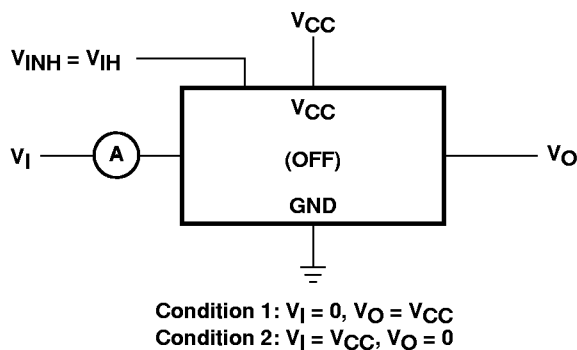 VCC
VINH = VIH
VCC
VI
A
(OFF)
VO
GND
Condition 1: VI = 0, VO = VCC
Condition 2: VI = VCC, VO = 0